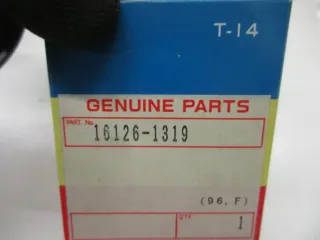 T-14
GENUINE PARTS
PART No.
16126-1319
(96, F)
QTY
1